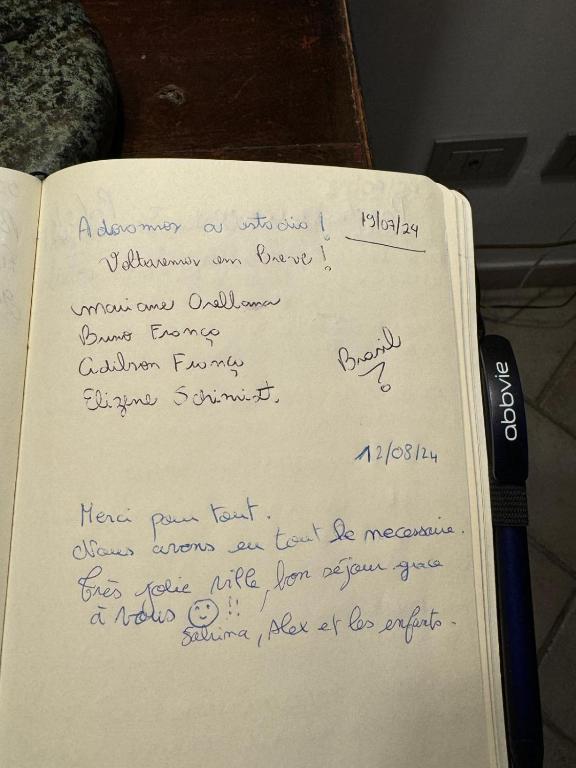 Adoramos a estadia!
19/07/24
Voltaremos em Breve!
Mariane Orellana
Bruno França
Adilson França
Elizene Schimidt.
Brasil
12/08/24
Merci pour tout.
Nous avons eu tout le necessaire.
Très jolie ville, bon séjour grace
à vous ☺ !!
Sabrina, Alex et les enfants.
abbvie